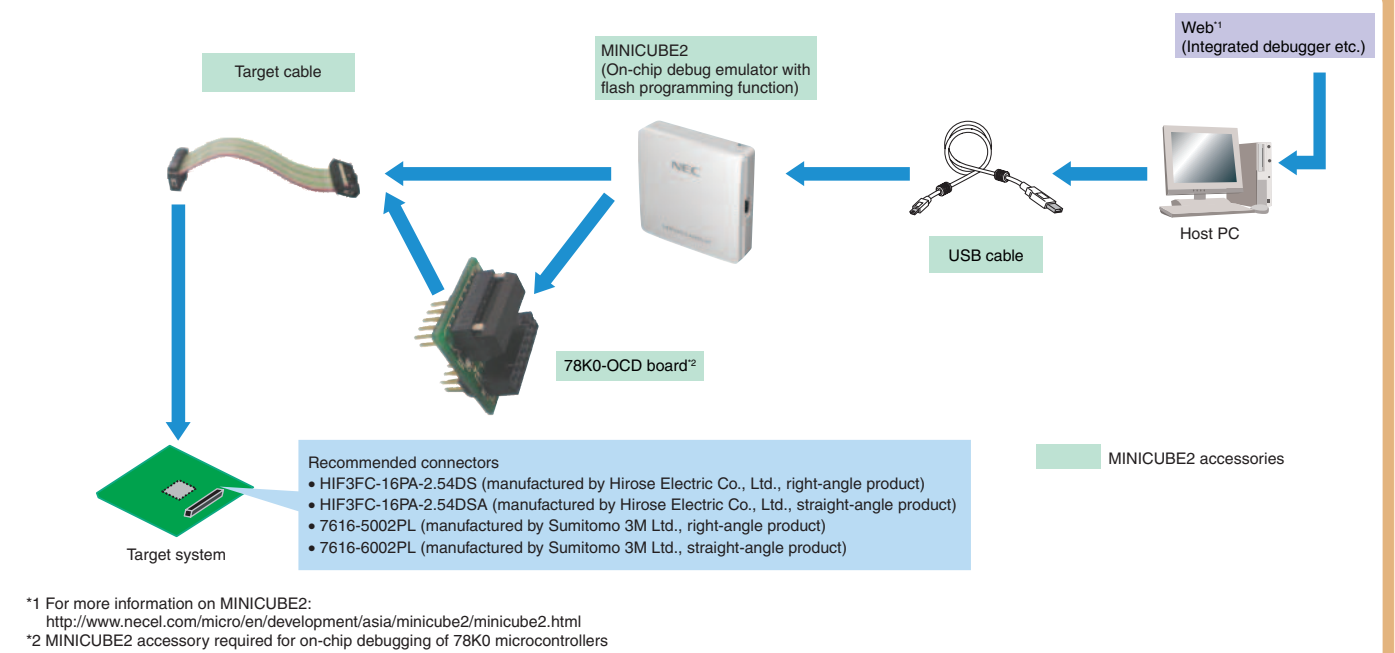 Web*1
(Integrated debugger etc.)
MINICUBE2
(On-chip debug emulator with
flash programming function)
Target cable
NEC
Host PC
USB cable
78K0-OCD board*2
Recommended connectors
• HIF3FC-16PA-2.54DS (manufactured by Hirose Electric Co., Ltd., right-angle product)
• HIF3FC-16PA-2.54DSA (manufactured by Hirose Electric Co., Ltd., straight-angle product)
• 7616-5002PL (manufactured by Sumitomo 3M Ltd., right-angle product)
• 7616-6002PL (manufactured by Sumitomo 3M Ltd., straight-angle product)
MINICUBE2 accessories
Target system
*1 For more information on MINICUBE2:
http://www.necel.com/micro/en/development/asia/minicube2/minicube2.html
*2 MINICUBE2 accessory required for on-chip debugging of 78K0 microcontrollers